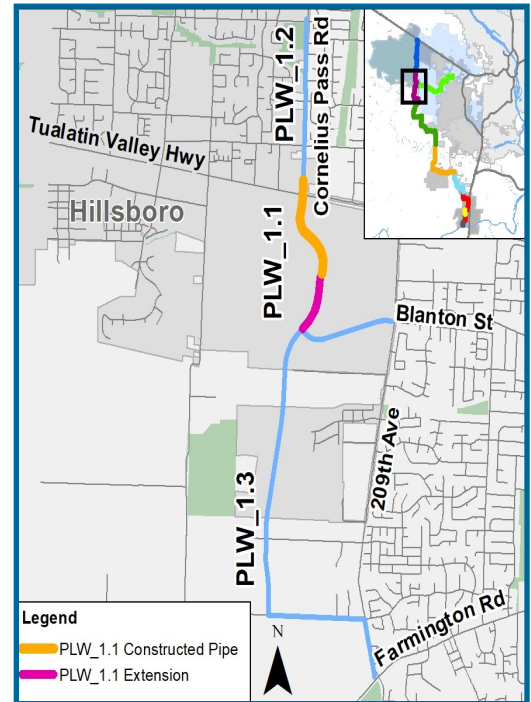 PLW_1.2
Cornelius Pass Rd
Tualatin Valley Hwy
Hillsboro
PLW_1.1
Blanton St
209th Ave
PLW_1.3
Farmington Rd
Legend
PLW_1.1 Constructed Pipe
PLW_1.1 Extension
N